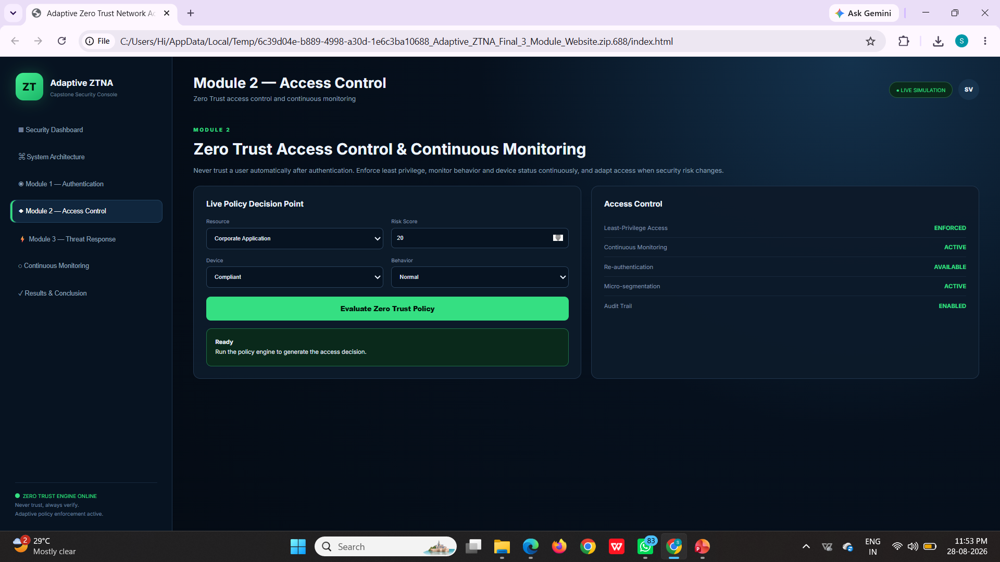 Adaptive Zero Trust Network Ac
Ask Gemini
File
C:/Users/Hi/AppData/Local/Temp/6c39d04e-b889-4998-a30d-1e6c3ba10688_Adaptive_ZTNA_Final_3_Module_Website.zip.688/index.html
S
ZT
Adaptive ZTNA
Capstone Security Console
Security Dashboard
System Architecture
Module 1 — Authentication
Module 2 — Access Control
Module 3 — Threat Response
Continuous Monitoring
Results & Conclusion
ZERO TRUST ENGINE ONLINE
Never trust, always verify.
Adaptive policy enforcement active.
Module 2 — Access Control
Zero Trust access control and continuous monitoring
LIVE SIMULATION
SV
MODULE 2
Zero Trust Access Control & Continuous Monitoring
Never trust a user automatically after authentication. Enforce least privilege, monitor behavior and device status continuously, and adapt access when security risk changes.
Live Policy Decision Point
Resource
Corporate Application
Risk Score
20
Device
Compliant
Behavior
Normal
Evaluate Zero Trust Policy
Ready
Run the policy engine to generate the access decision.
Access Control
Least-Privilege Access ENFORCED
Continuous Monitoring ACTIVE
Re-authentication AVAILABLE
Micro-segmentation ACTIVE
Audit Trail ENABLED
2
29°C
Mostly clear
Search
83
S
P
ENG
IN
11:53 PM
28-08-2026